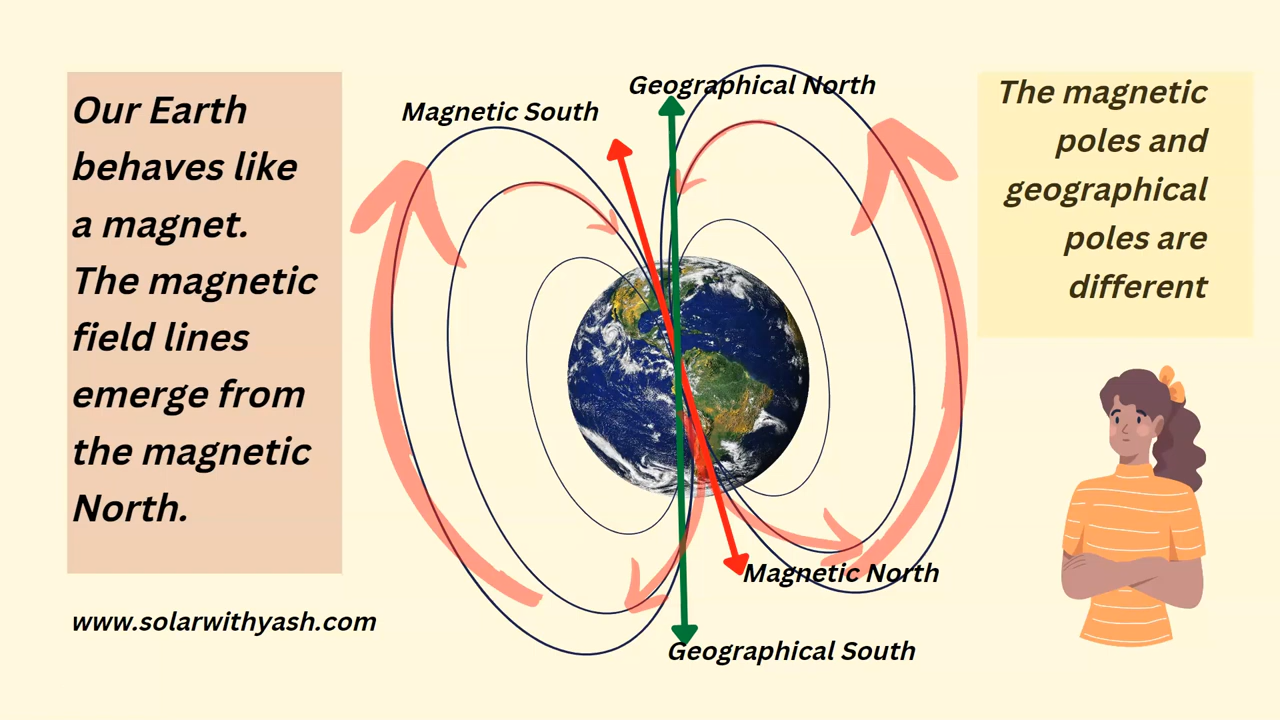 Our Earth
behaves like
a magnet.
The magnetic
field lines
emerge from
the magnetic
North.
www.solarwithyash.com
Magnetic South
Geographical North
Magnetic North
Geographical South
The magnetic
poles and
geographical
poles are
different